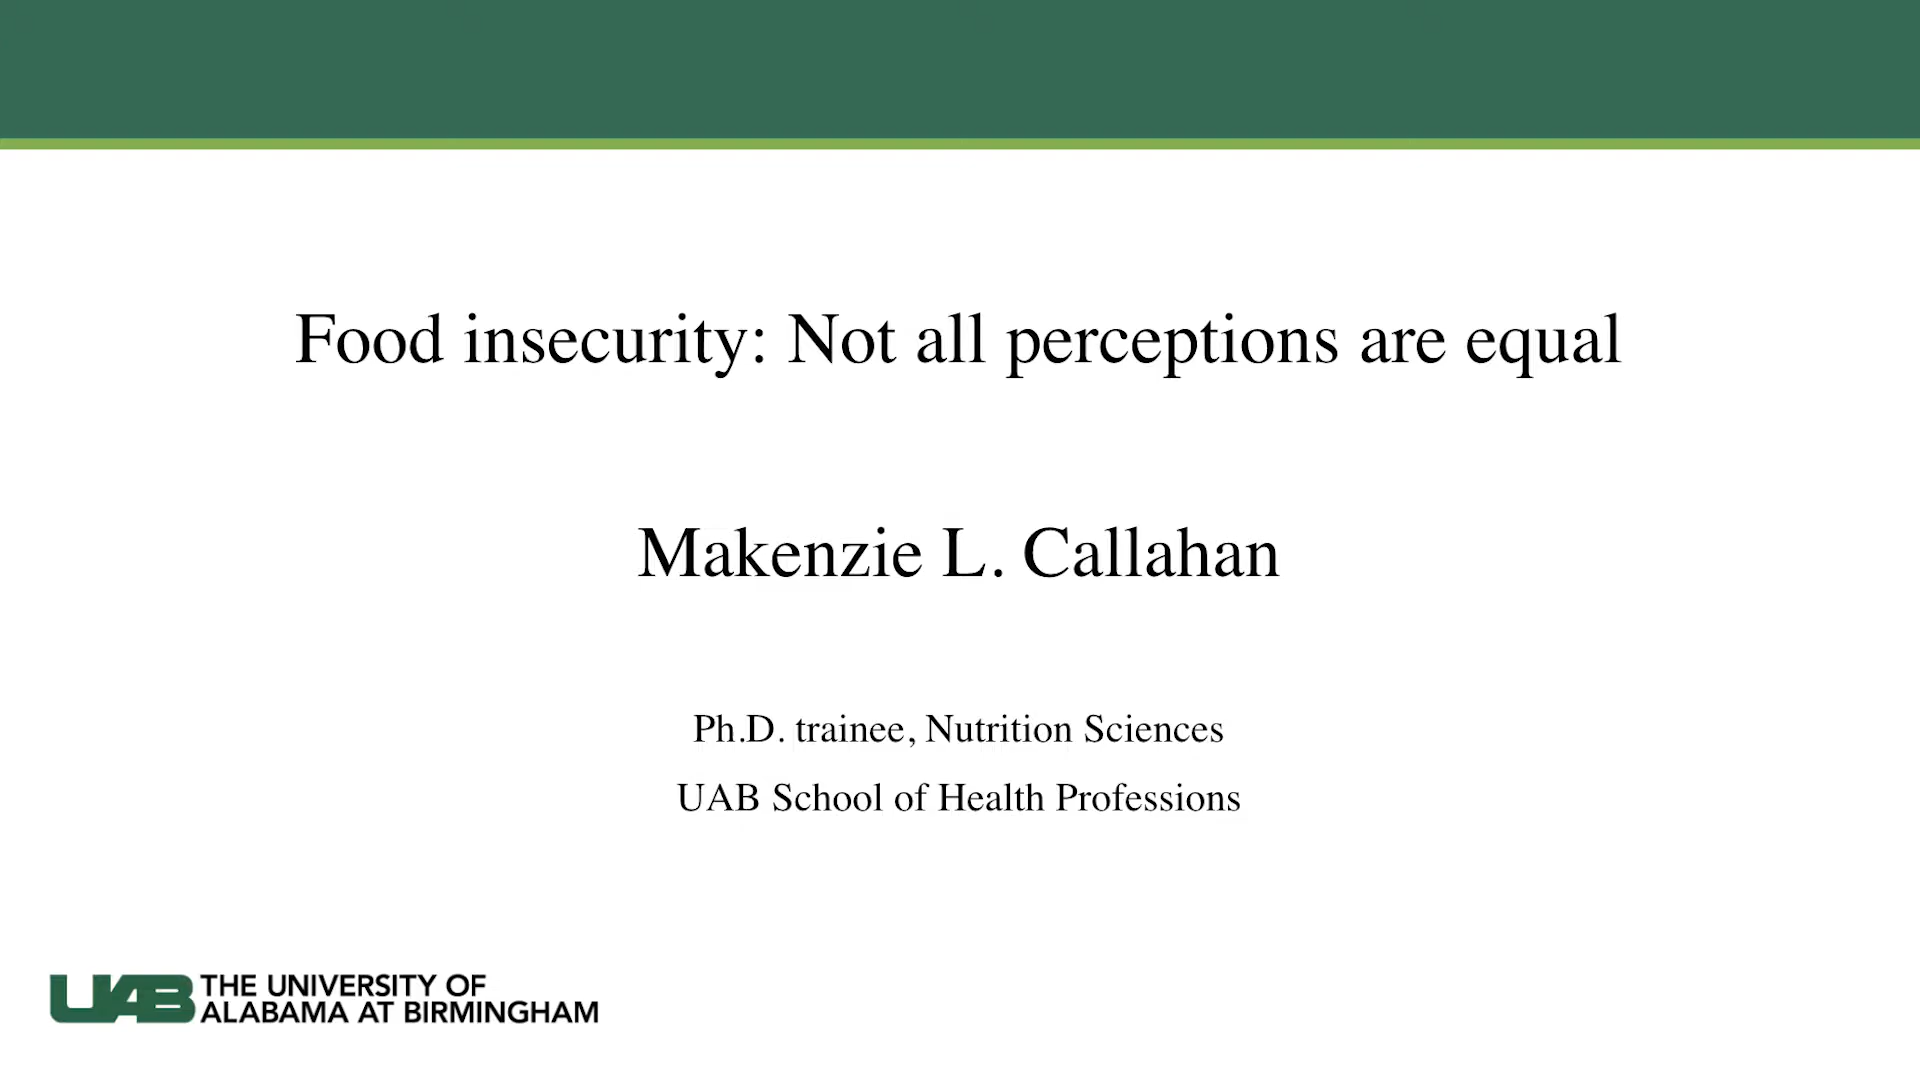 Food insecurity: Not all perceptions are equal
Makenzie L. Callahan
Ph.D. trainee, Nutrition Sciences
UAB School of Health Professions
UAB THE UNIVERSITY OF
ALABAMA AT BIRMINGHAM